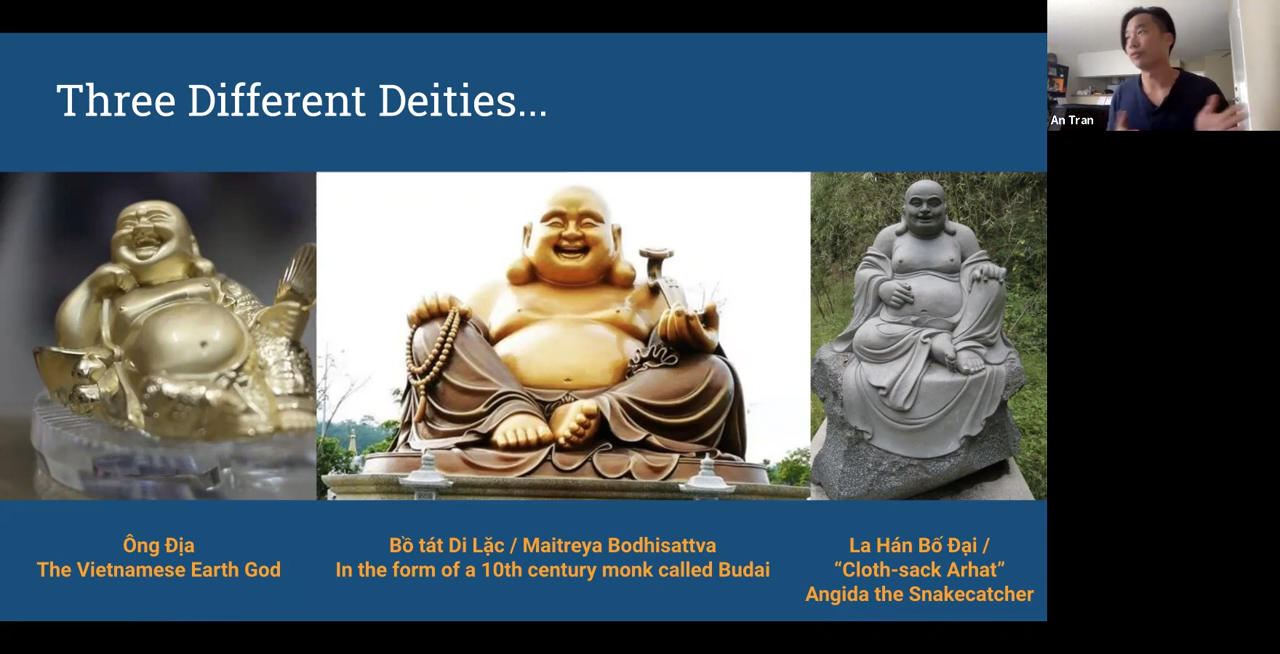 Three Different Deities...
An Tran
Ông Địa
The Vietnamese Earth God
Bồ tát Di Lặc / Maitreya Bodhisattva
In the form of a 10th century monk called Budai
La Hán Bố Đại /
“Cloth-sack Arhat”
Angida the Snakecatcher